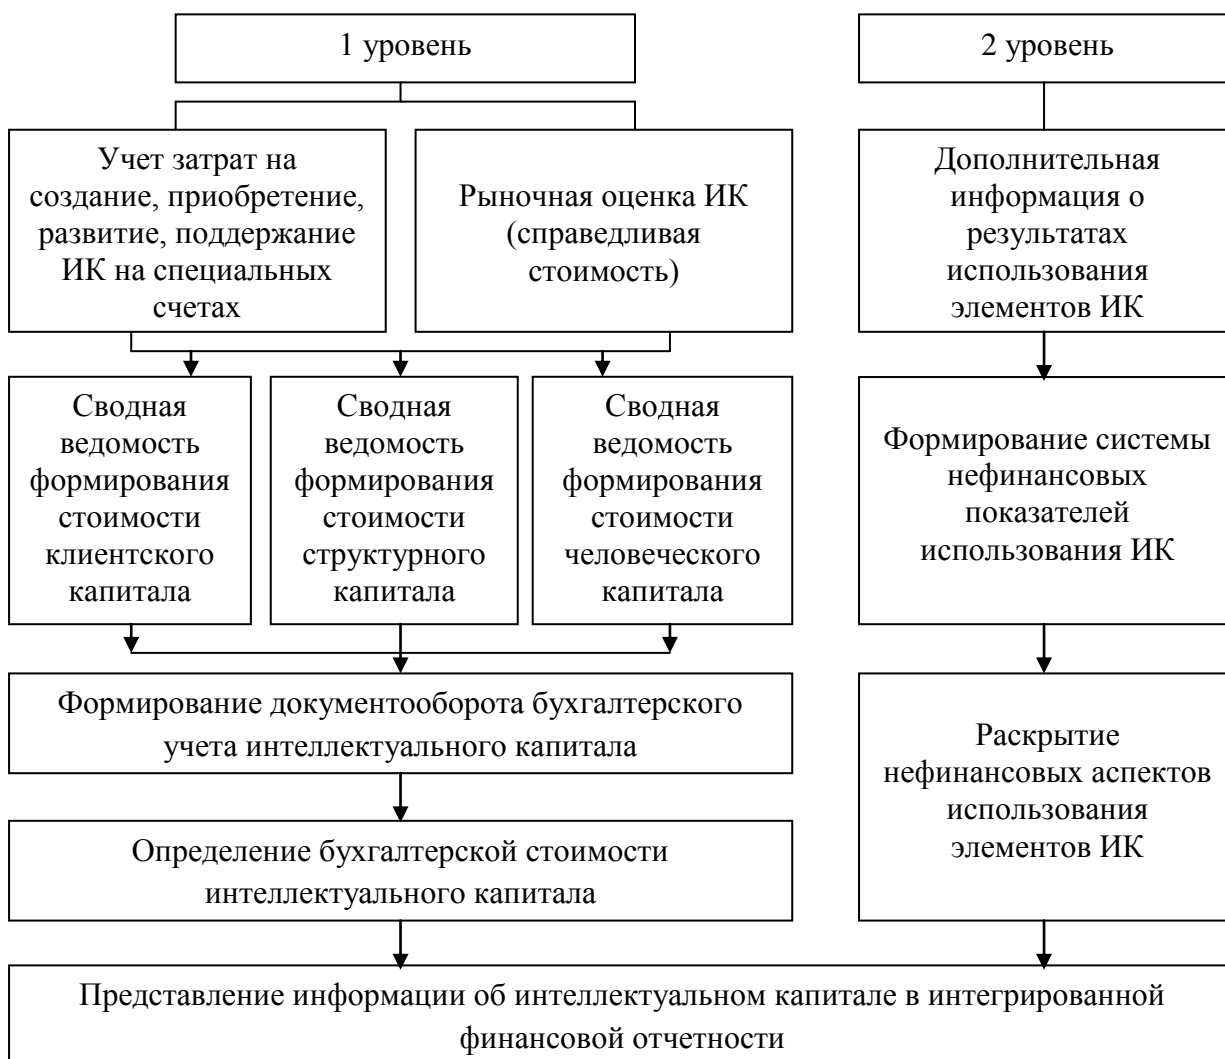 1 уровень
2 уровень
Учет затрат на
создание, приобретение,
развитие, поддержание
ИК на специальных
счетах
Рыночная оценка ИК
(справедливая
стоимость)
Дополнительная
информация о
результатах
использования
элементов ИК
Сводная
ведомость
формирования
стоимости
клиентского
капитала
Сводная
ведомость
формирования
стоимости
структурного
капитала
Сводная
ведомость
формирования
стоимости
человеческого
капитала
Формирование системы
нефинансовых
показателей
использования ИК
Формирование документооборота бухгалтерского
учета интеллектуального капитала
Раскрытие
нефинансовых аспектов
использования
элементов ИК
Определение бухгалтерской стоимости
интеллектуального капитала
Представление информации об интеллектуальном капитале в интегрированной
финансовой отчетности